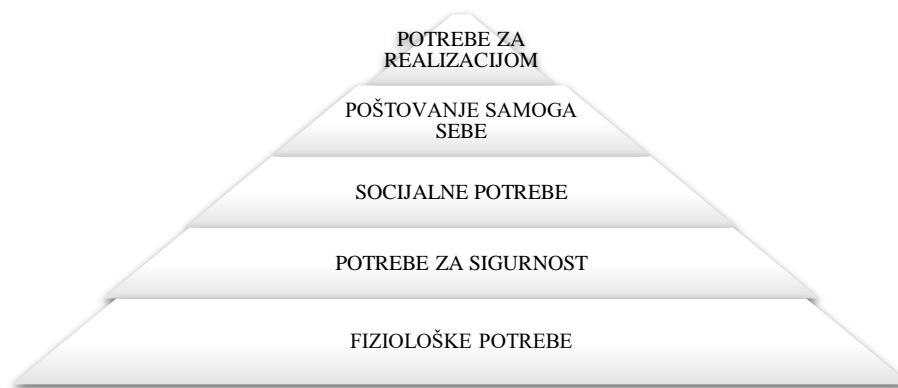 POTREBE ZA
REALIZACIJOM
POŠTOVANJE SAMOGA
SEBE
SOCIJALNE POTREBE
POTREBE ZA SIGURNOST
FIZIOLOŠKE POTREBE